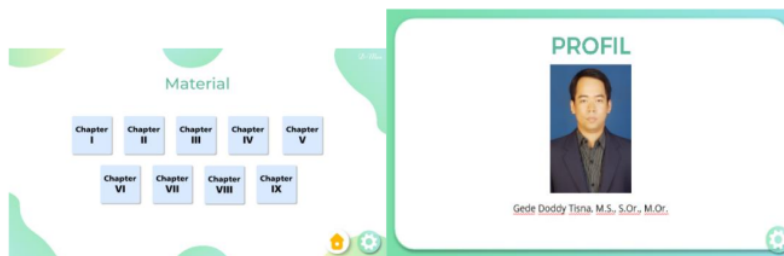 Material
Chapter
I
Chapter
II
Chapter
III
Chapter
IV
Chapter
V
Chapter
VI
Chapter
VII
Chapter
VIII
Chapter
IX
PROFIL
Gede Doddy Tisna, M.S., S.Or., M.Or.